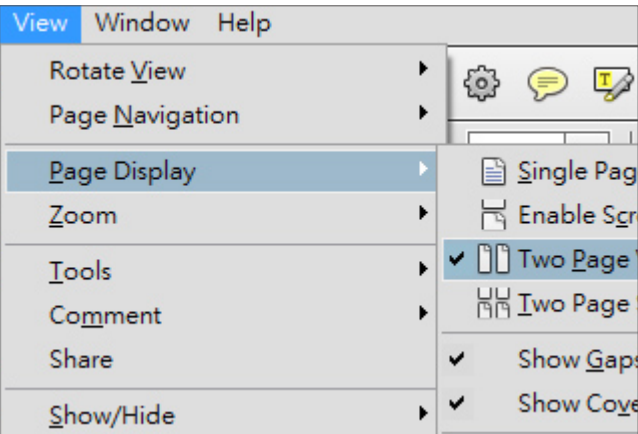 View Window Help
Rotate View
Page Navigation
Page Display
Zoom
Tools
Comment
Share
Show/Hide
T
Single Pag
Enable Scr
Two Page
Two Page
Show Gaps
Show Cove